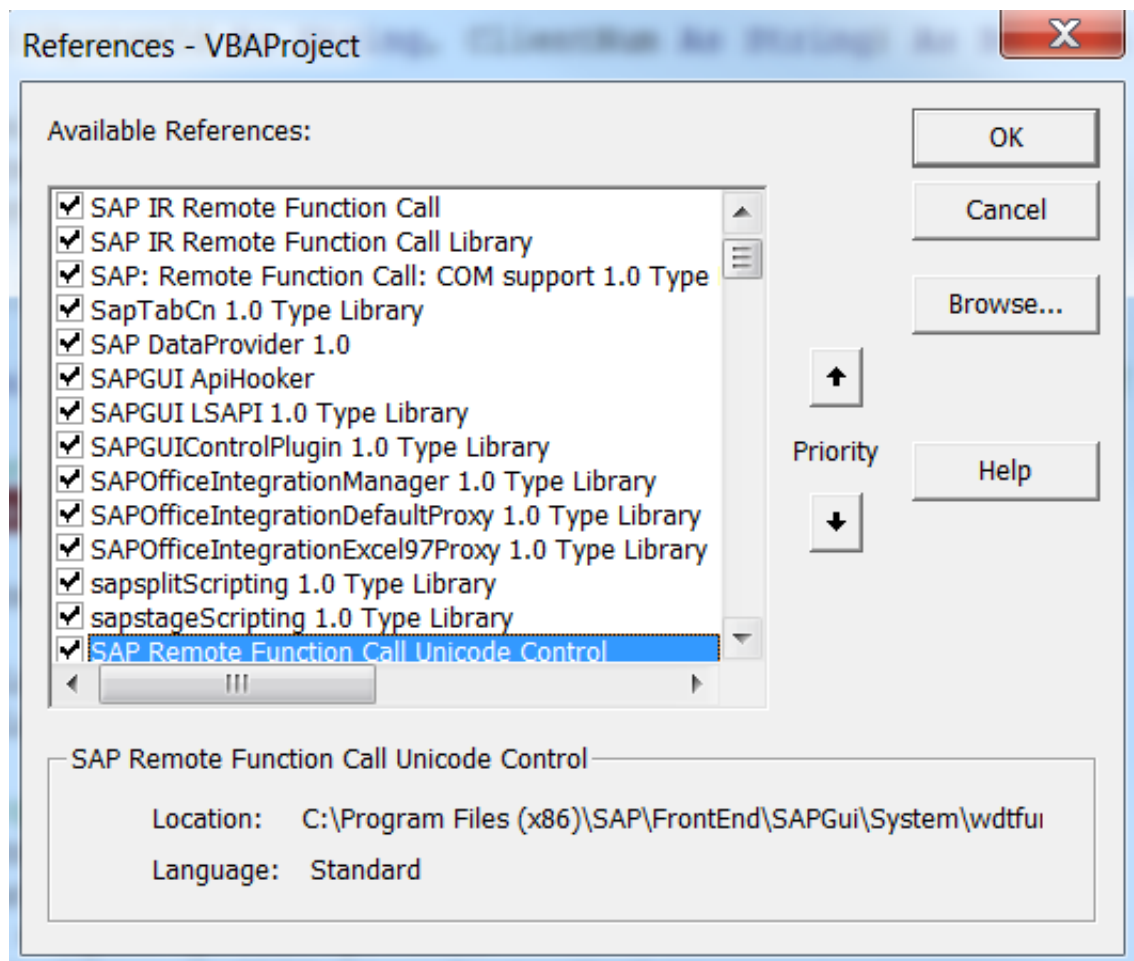 References - VBAProject
Available References:
OK
Cancel
Browse...
Priority
Help
SAP IR Remote Function Call
SAP IR Remote Function Call Library
SAP: Remote Function Call: COM support 1.0 Type
SapTabCn 1.0 Type Library
SAP DataProvider 1.0
SAPGUI ApiHooker
SAPGUI LSAPI 1.0 Type Library
SAPGUIControlPlugin 1.0 Type Library
SAPOfficeIntegrationManager 1.0 Type Library
SAPOfficeIntegrationDefaultProxy 1.0 Type Library
SAPOfficeIntegrationExcel97Proxy 1.0 Type Library
sapsplitScripting 1.0 Type Library
sapstageScripting 1.0 Type Library
SAP Remote Function Call Unicode Control
SAP Remote Function Call Unicode Control
Location: C:\Program Files (x86)\SAP\FrontEnd\SAPGui\System\wdtfu
Language: Standard